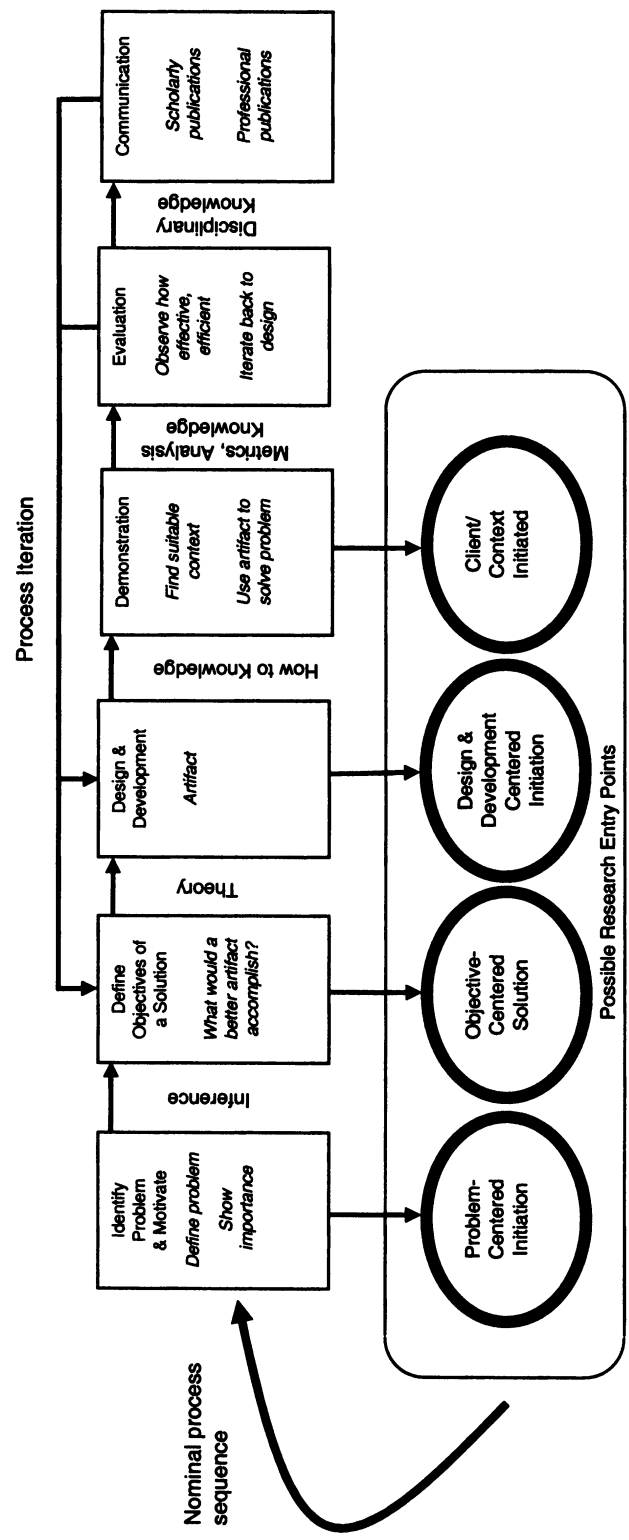 Process Iteration
Nominal process
sequence
Identify
Problem
& Motivate
Define problem
Show
importance
Inference
Define
Objectives of
a Solution
What would a
better artifact
accomplish?
Theory
Design &
Development
Artifact
How to Knowledge
Demonstration
Find suitable
context
Use artifact to
solve problem
Metrics, Analysis
Knowledge
Evaluation
Observe how
effective,
efficient
Iterate back to
design
Disciplinary
Knowledge
Communication
Scholarly
publications
Professional
publications
Problem-
Centered
Initiation
Objective-
Centered
Solution
Design &
Development
Centered
Initiation
Client/
Context
Initiated
Possible Research Entry Points